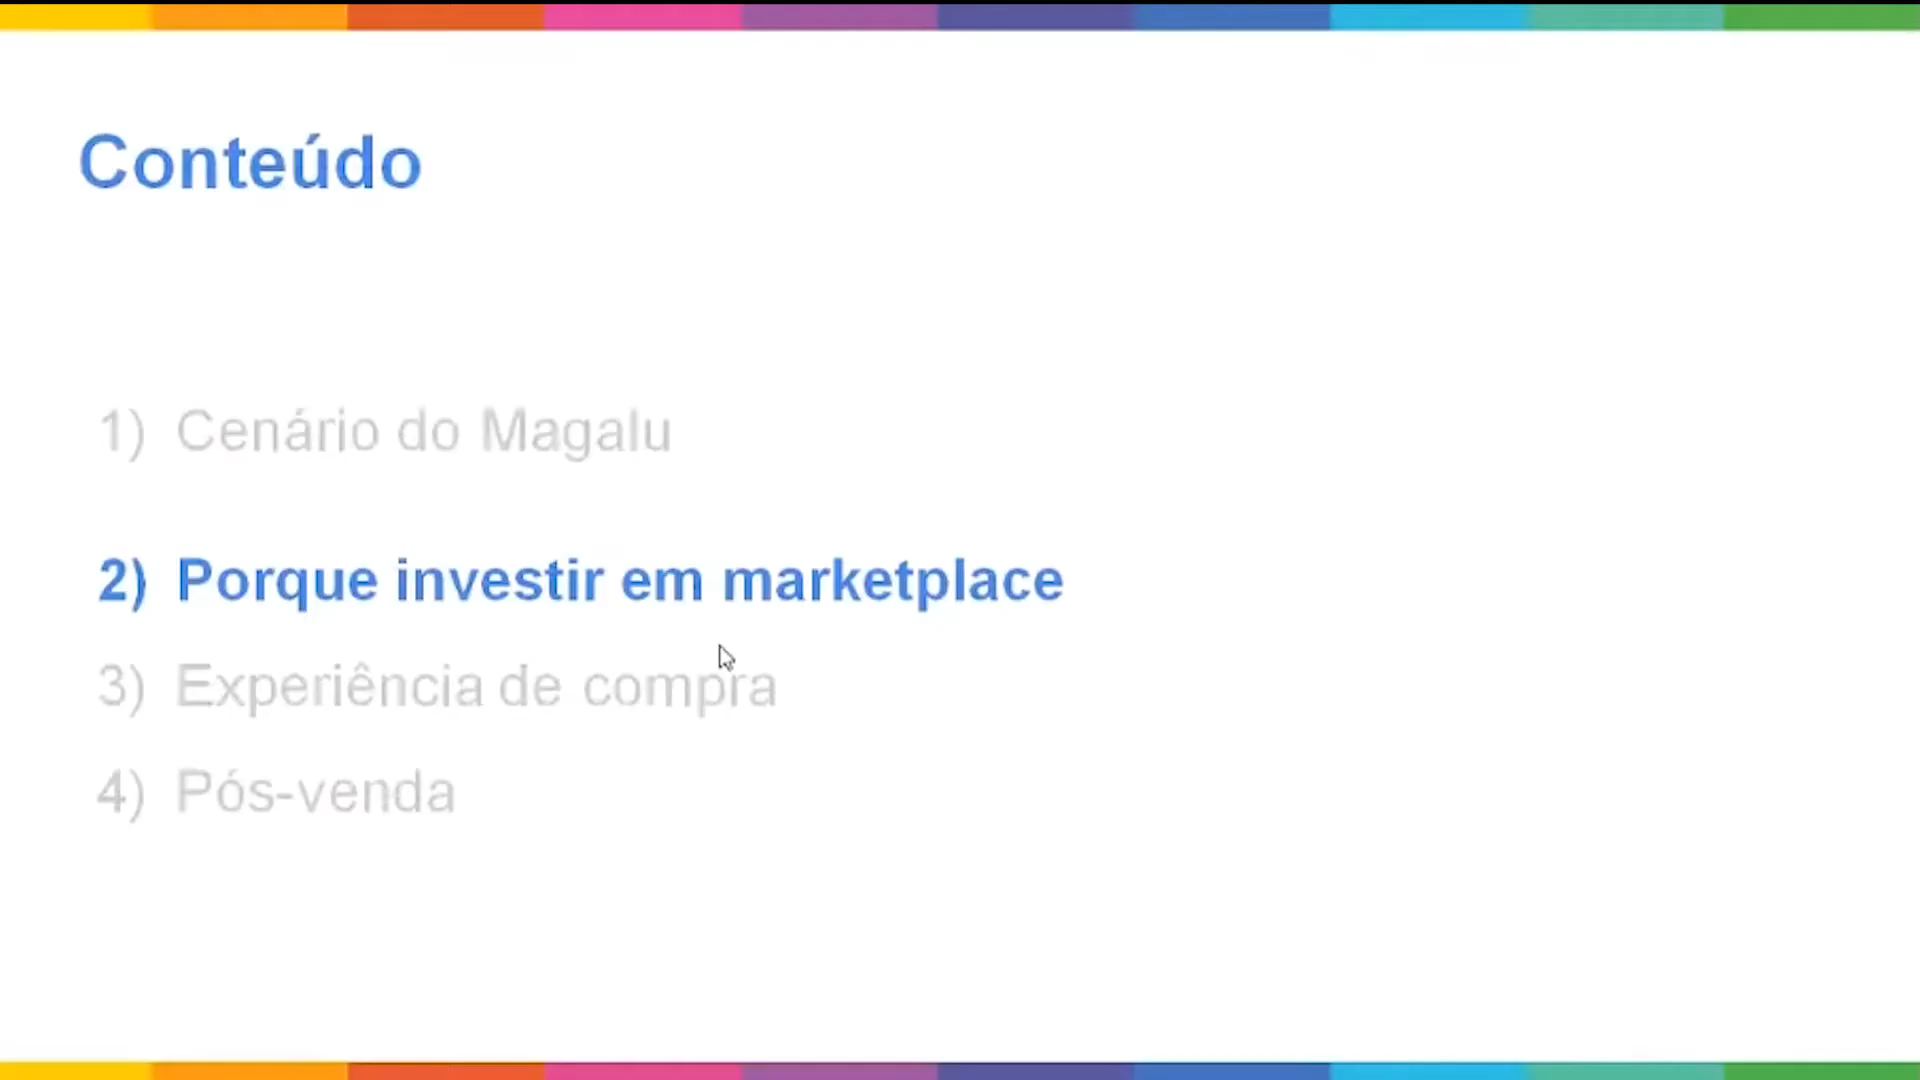 Conteúdo
1) Cenário do Magalu
2) Porque investir em marketplace
3) Experiência de compra
4) Pós-venda